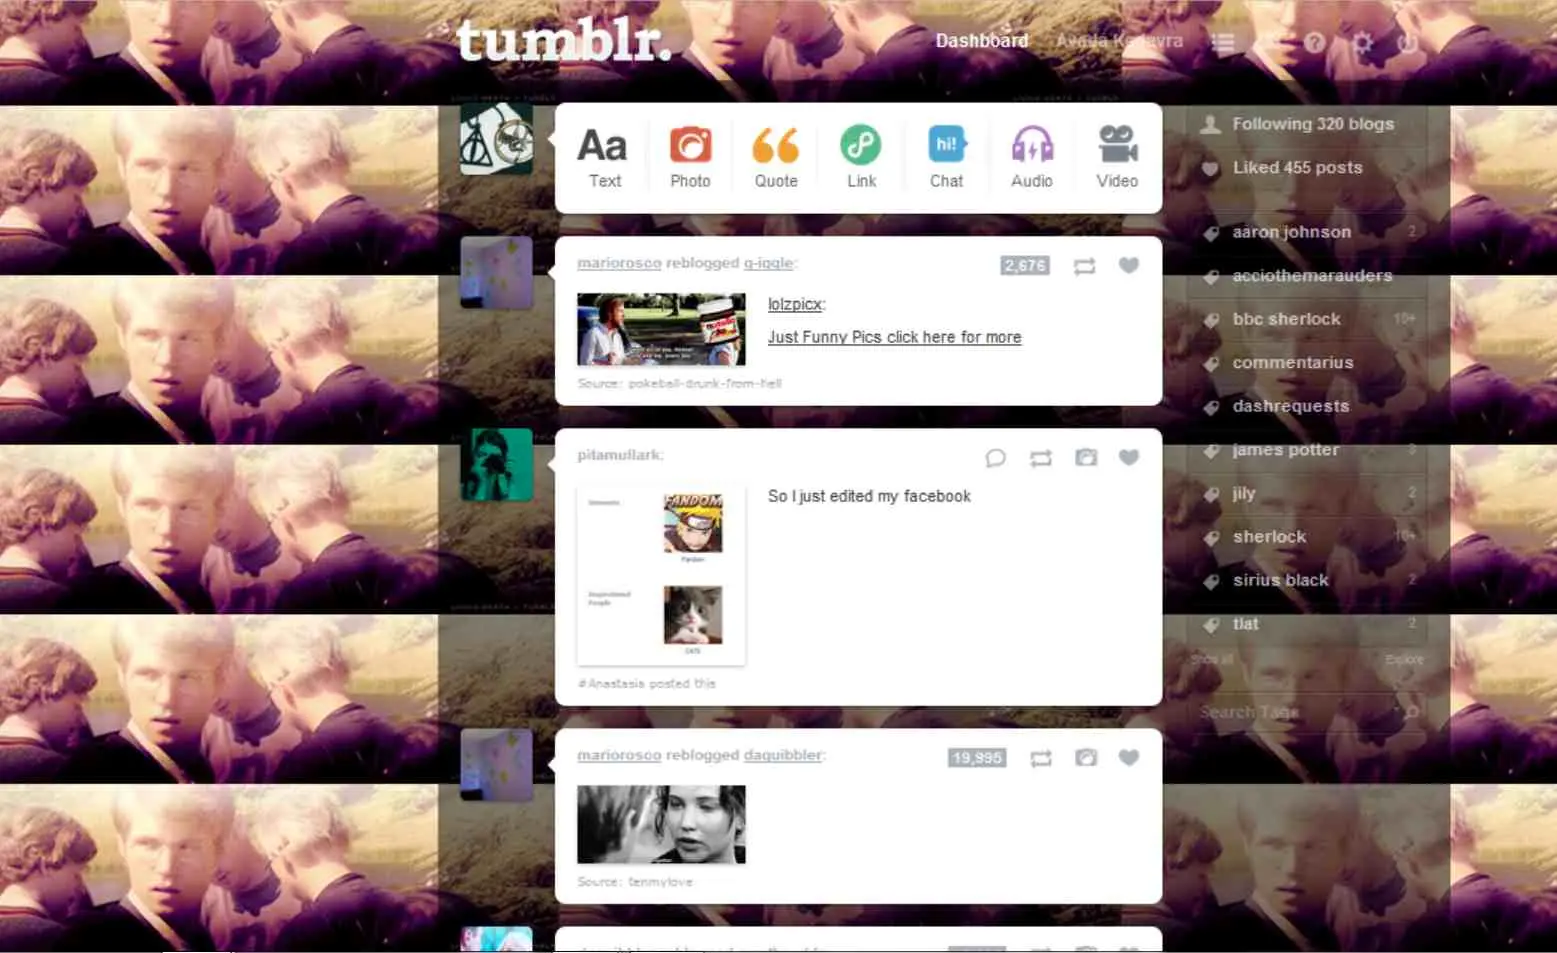 tumblr.
Dashboard
Avada Kedavra
Aa
hi!
Text
Photo
Quote
Link
Chat
Audio
Video
mariorosco reblogged g-iggle:
2,676
lolzpicx:
Just Funny Pics click here for more
nutella
Source: pokeball-drunk-from-hell
pitamullark:
So I just edited my facebook
FANDOM
Fandom
Inspirational
People
cats
#Anastasia posted this
mariorosco reblogged daquibbler:
19,995
Source: tenmylove
Following 320 blogs
Liked 455 posts
aaron johnson 2
acciothemarauders
bbc sherlock 10+
commentarius
dashrequests
james potter 3
jily 2
sherlock 10+
sirius black 2
tlat 2
Show all Explore
Search Tags